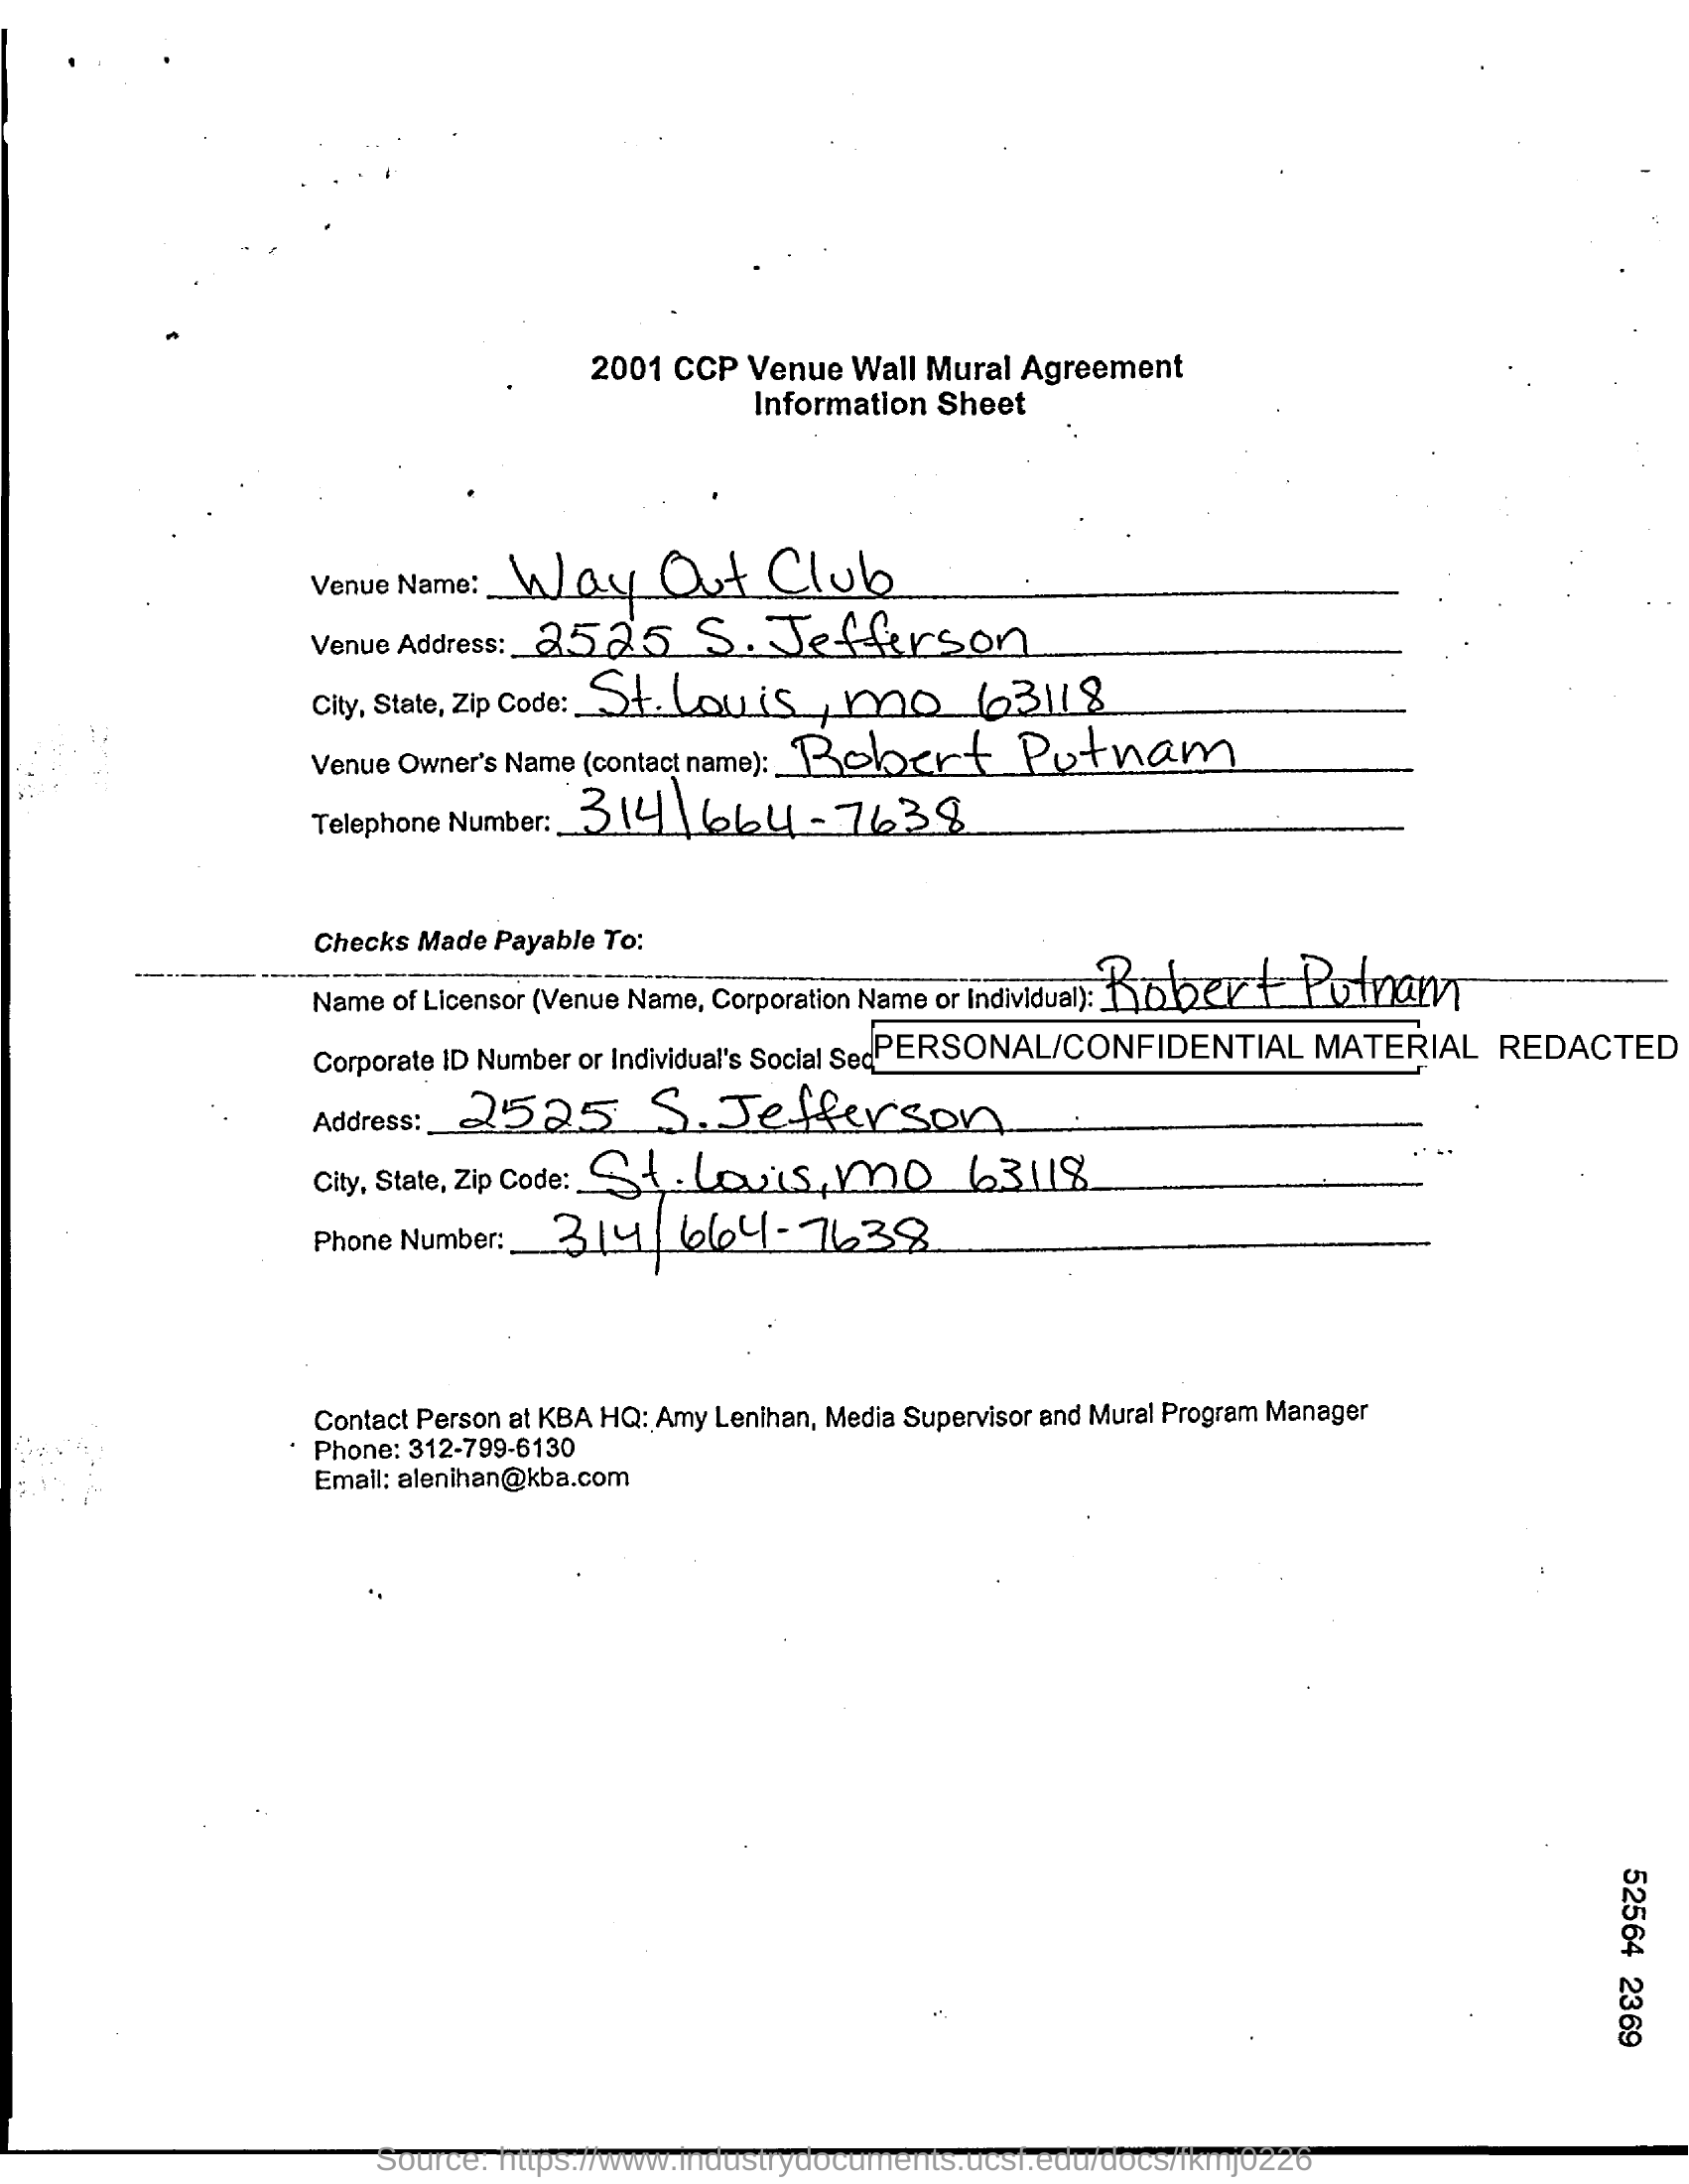 2001 CCP Venue Wall Mural Agreement
Information Sheet
Venue Name: Way Out Club
Venue Address: 2525 S. Jefferson
City, State, Zip Code: St. Louis, mo 63118
Venue Owner's Name (contact name): Robert Putnam
Telephone Number: 314\664-7638
Checks Made Payable To:
Name of Licensor (Venue Name, Corporation Name or Individual): Robert Putnam
Corporate ID Number or Individual's Social Sec PERSONAL/CONFIDENTIAL MATERIAL REDACTED
Address: 2525 S. Jefferson
City, State, Zip Code: St. Louis, mo 63118
Phone Number: 314/664-7638
Contact Person at KBA HQ: Amy Lenihan, Media Supervisor and Mural Program Manager
Phone: 312-799-6130
Email: alenihan@kba.com
52564 2369
Source: https://www.industrydocuments.ucsf.edu/docs/fkmj0226